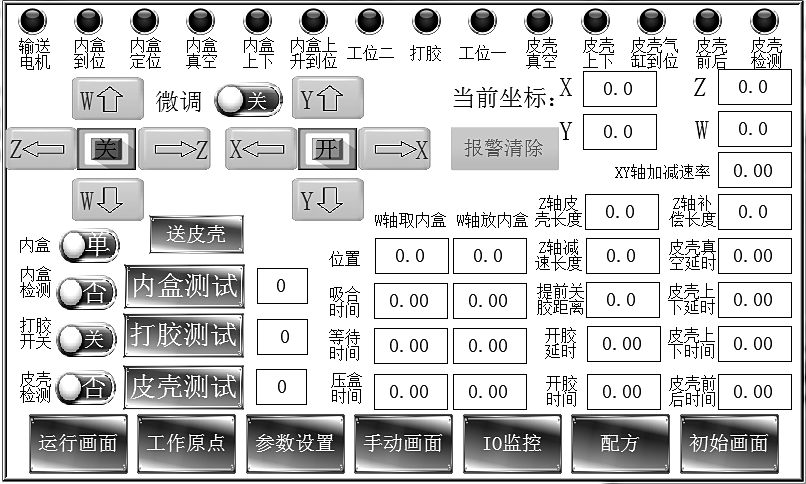 输送
电机
内盒
到位
内盒
定位
内盒
真空
内盒
上下
内盒上
升到位
工位二
打胶
工位一
皮壳
真空
皮壳
上下
皮壳气
缸到位
皮壳
前后
皮壳
检测
W
微调
关
Y
当前坐标:
X
0.0
Z
0.0
Z
关
Z
X
开
X
报警清除
Y
0.0
W
0.0
XY轴加减速率
0.00
W
Y
送皮壳
W轴取内盒
W轴放内盒
Z轴皮
壳长度
0.0
Z轴补
偿长度
0.0
内盒
单
位置
0.0
0.0
Z轴减
速长度
0.0
皮壳真
空延时
0.00
内盒
检测
否
内盒测试
0
吸合
时间
0.00
0.00
提前关
胶距离
0.0
皮壳上
下延时
0.00
打胶
开关
关
打胶测试
0
等待
时间
0.00
0.00
开胶
延时
0.00
皮壳上
下时间
0.00
皮壳
检测
否
皮壳测试
0
压盒
时间
0.00
0.00
开胶
时间
0.00
皮壳前
后时间
0.00
运行画面
工作原点
参数设置
手动画面
IO监控
配方
初始画面